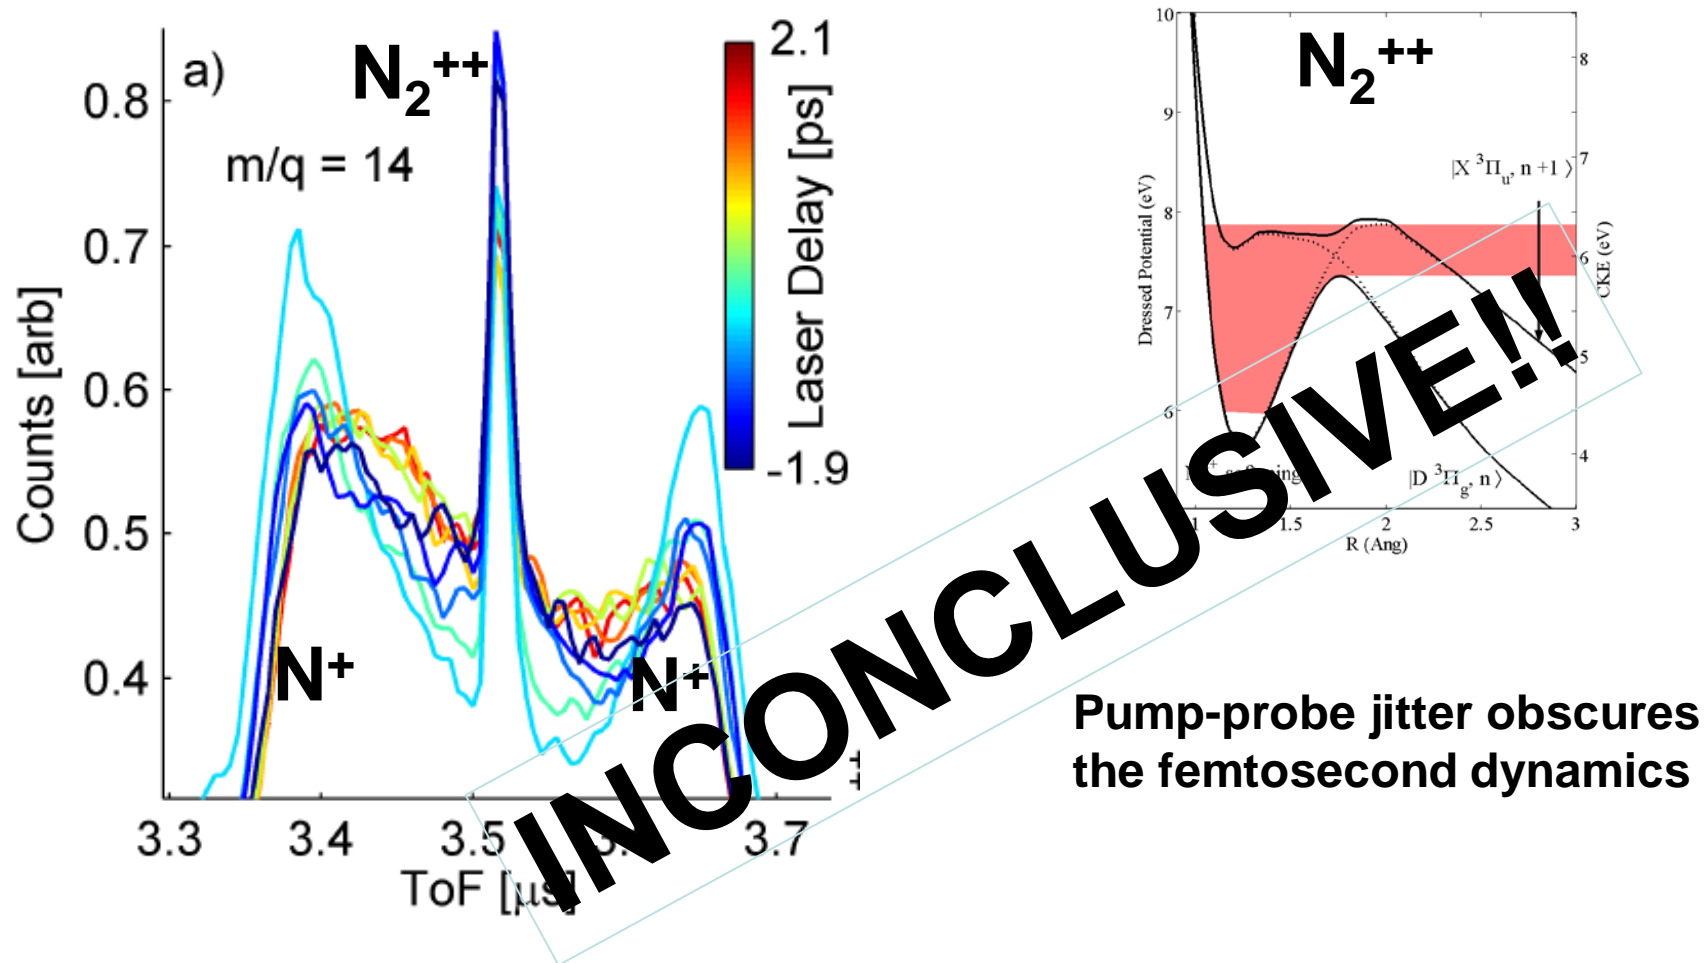 a)
N₂⁺⁺
m/q = 14
2.1
-1.9
Laser Delay [ps]
0.8
0.7
0.6
0.5
0.4
Counts [arb]
N⁺
N⁺
3.3 3.4 3.5 3.7
ToF [μs]
N₂⁺⁺
10
9
8
7
6
Dressed Potential (eV)
8
7
6
5
4
CKE (eV)
|X ³Πᵤ, n +1 ⟩
|D ³Π_g, n ⟩
1 1.5 2 2.5 3
R (Ang)
INCONCLUSIVE!!
Pump-probe jitter obscures
the femtosecond dynamics